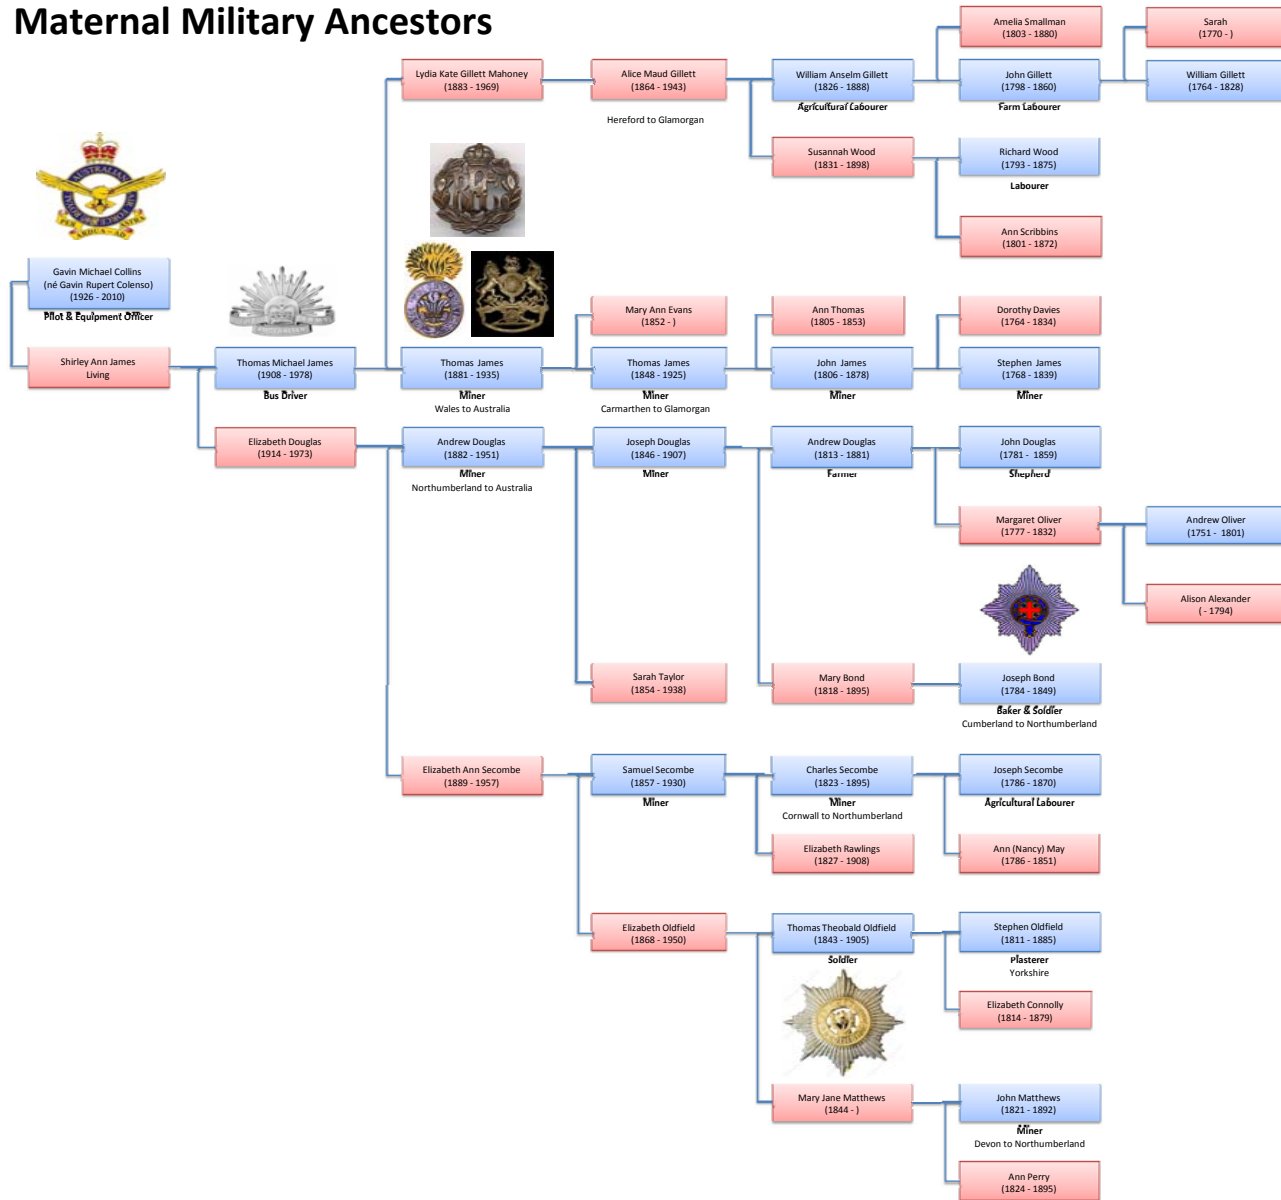 Maternal Military Ancestors
Amelia Smallman
(1803 - 1880)
Sarah
(1770 - )
Lydia Kate Gillett Mahoney
(1883 - 1969)
Alice Maud Gillett
(1864 - 1943)
Hereford to Glamorgan
William Anselm Gillett
(1826 - 1888)
Agricultural Labourer
John Gillett
(1798 - 1860)
Farm Labourer
William Gillett
(1764 - 1828)
Susannah Wood
(1831 - 1898)
Richard Wood
(1793 - 1875)
Labourer
Ann Scribbins
(1801 - 1872)
Gavin Michael Collins
(né Gavin Rupert Colenso)
(1926 - 2010)
Pilot & Equipment Officer
Mary Ann Evans
(1852 - )
Ann Thomas
(1805 - 1853)
Dorothy Davies
(1764 - 1834)
Shirley Ann James
Living
Thomas Michael James
(1908 - 1978)
Bus Driver
Thomas James
(1881 - 1935)
Miner
Wales to Australia
Thomas James
(1848 - 1925)
Miner
Carmarthen to Glamorgan
John James
(1806 - 1878)
Miner
Stephen James
(1768 - 1839)
Miner
Elizabeth Douglas
(1914 - 1973)
Andrew Douglas
(1882 - 1951)
Miner
Northumberland to Australia
Joseph Douglas
(1846 - 1907)
Miner
Andrew Douglas
(1813 - 1881)
Farmer
John Douglas
(1781 - 1859)
Shepherd
Margaret Oliver
(1777 - 1832)
Andrew Oliver
(1751 - 1801)
Alison Alexander
( - 1794)
Sarah Taylor
(1854 - 1938)
Mary Bond
(1818 - 1895)
Joseph Bond
(1784 - 1849)
Baker & Soldier
Cumberland to Northumberland
Elizabeth Ann Secombe
(1889 - 1957)
Samuel Secombe
(1857 - 1930)
Miner
Charles Secombe
(1823 - 1895)
Miner
Cornwall to Northumberland
Joseph Secombe
(1786 - 1870)
Agricultural Labourer
Elizabeth Rawlings
(1827 - 1908)
Ann (Nancy) May
(1786 - 1851)
Elizabeth Oldfield
(1868 - 1950)
Thomas Theobald Oldfield
(1843 - 1905)
Soldier
Stephen Oldfield
(1811 - 1885)
Plasterer
Yorkshire
Elizabeth Connolly
(1814 - 1879)
Mary Jane Matthews
(1844 - )
John Matthews
(1821 - 1892)
Miner
Devon to Northumberland
Ann Perry
(1824 - 1895)